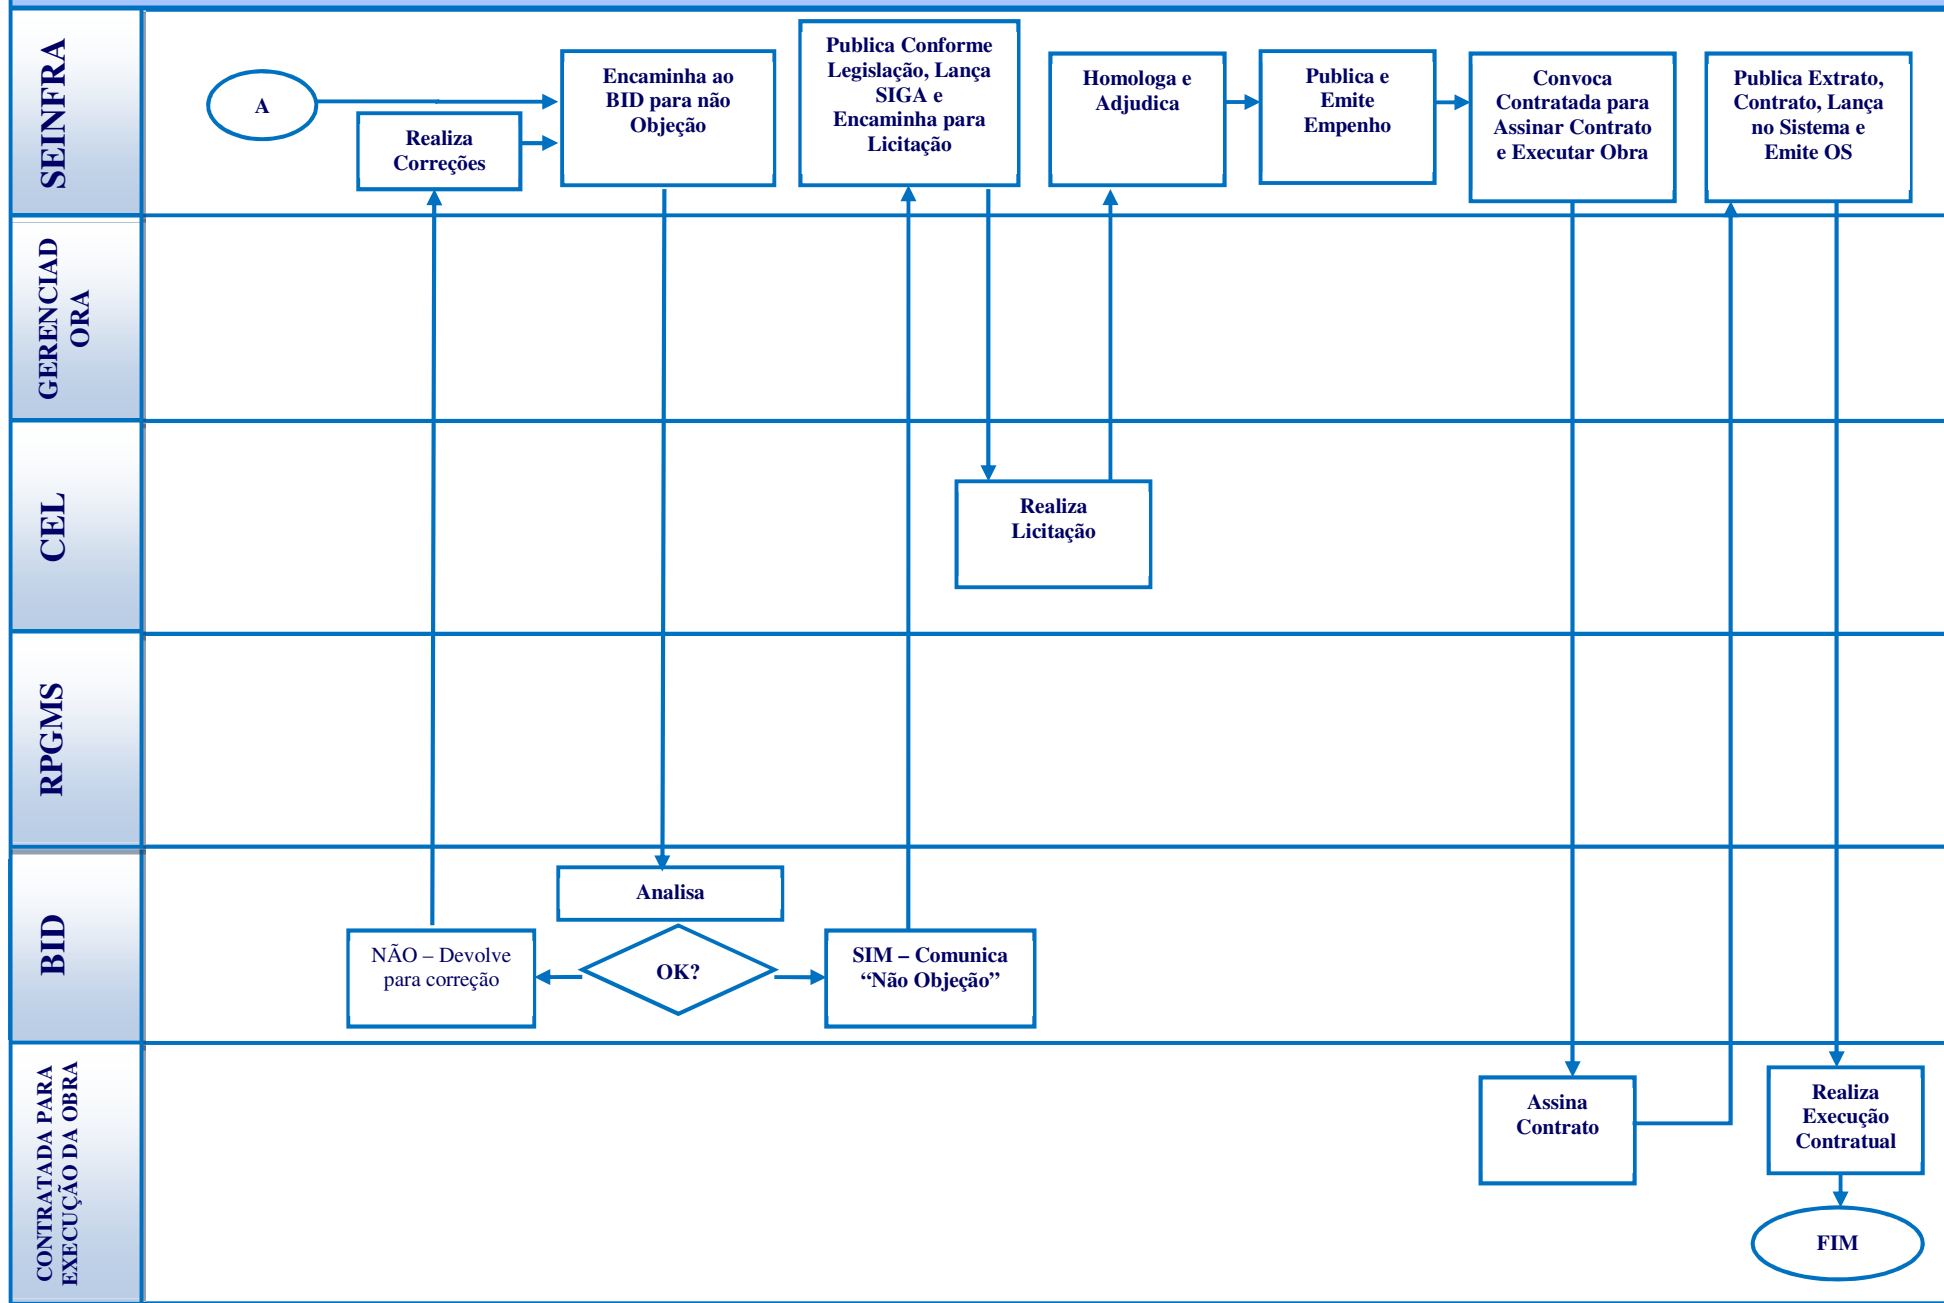 SEINFRA
A
Realiza
Correções
Encaminha ao
BID para não
Objeção
Publica Conforme
Legislação, Lança
SIGA e
Encaminha para
Licitação
Homologa e
Adjudica
Publica e
Emite
Empenho
Convoca
Contratada para
Assinar Contrato
e Executar Obra
Publica Extrato,
Contrato, Lança
no Sistema e
Emite OS
GERENCIAD
ORA
CEL
Realiza
Licitação
RPGMS
BID
Analisa
NÃO – Devolve
para correção
OK?
SIM – Comunica
“Não Objeção”
CONTRATADA PARA
EXECUÇÃO DA OBRA
Assina
Contrato
Realiza
Execução
Contratual
FIM